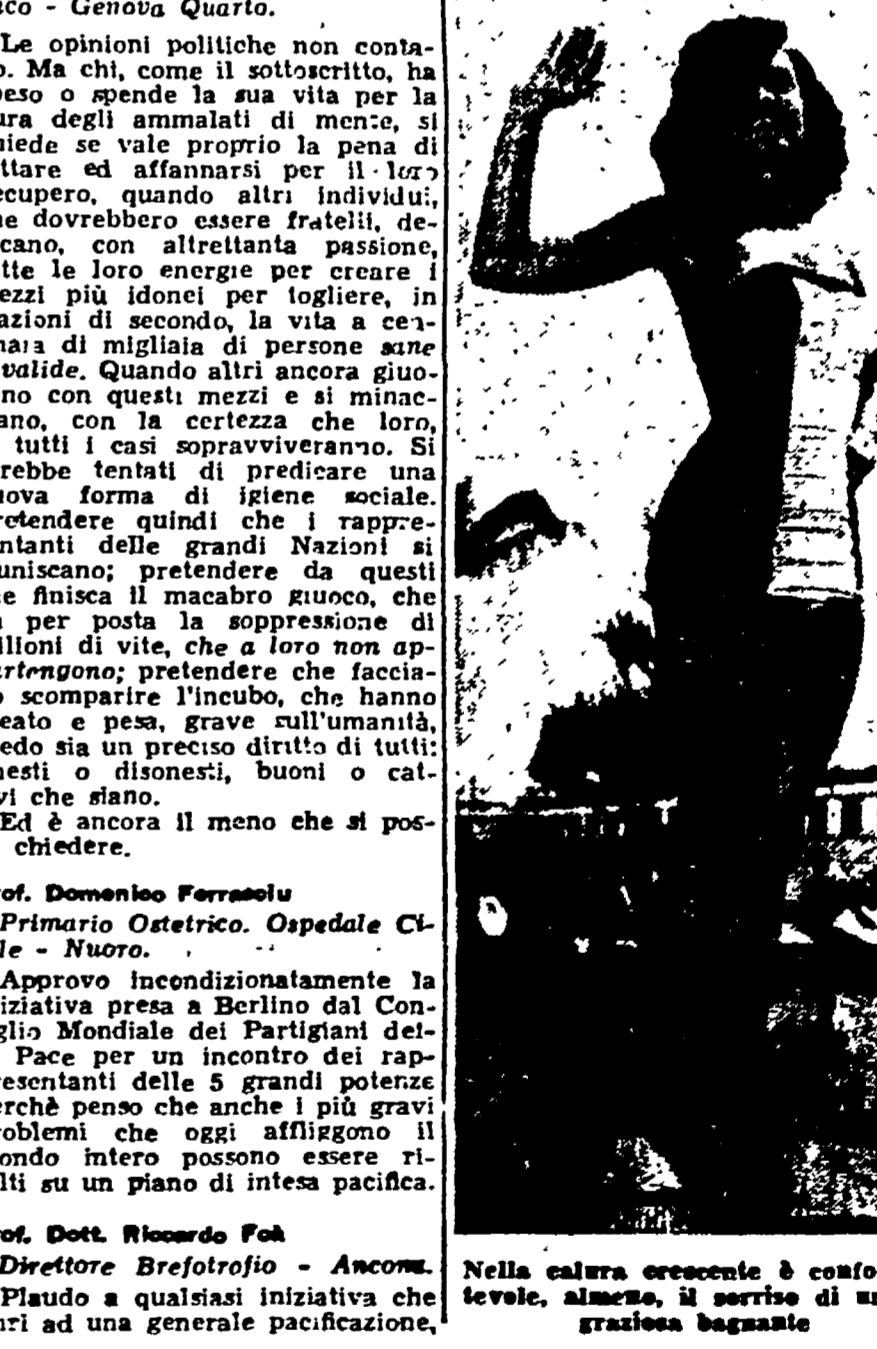 ico - Genova Quarto.
Le opinioni politiche non conta-
o. Ma chi, come il sottoscritto, ha
peso o spende la sua vita per la
ura degli ammalati di mente, si
hiede se vale proprio la pena di
ttare ed affannarsi per il loro
ecupero, quando altri individui,
he dovrebbero essere fratelli, de-
cano, con altrettanta passione,
tte le loro energie per creare i
ezzi più idonei per togliere, in
azioni di secondo, la vita a cen-
naia di migliaia di persone sane
valide. Quando altri ancora giuo-
no con questi mezzi e si minac-
ano, con la certezza che loro,
tutti i casi sopravviveranno. Si
rebbe tentati di predicare una
uova forma di igiene sociale.
retendere quindi che i rappre-
ntanti delle grandi Nazioni si
uniscano; pretendere da questi
e finisca il macabro giuoco, che
a per posta la soppressione di
ilioni di vite, che a loro non ap-
rtengono; pretendere che faccia-
o scomparire l'incubo, che hanno
eato e pesa, grave sull'umanità,
edo sia un preciso diritto di tutti:
nesti o disonesti, buoni o cat-
vi che siano.
Ed è ancora il meno che si pos-
chiedere.
rof. Domenico Ferrasciu
Primario Ostetrico. Ospedale Ci-
le - Nuoro.
Approvo incondizionatamente la
iziativa presa a Berlino dal Con-
glio Mondiale dei Partigiani del-
Pace per un incontro dei rap-
resentanti delle 5 grandi potenze
erchè penso che anche i più gravi
roblemi che oggi affliggono il
ondo intero possono essere ri-
lti su un piano di intesa pacifica.
rof. Dott. Riccardo Foà
Direttore Brefotrofio - Ancona.
Plaudo a qualsiasi iniziativa che
uri ad una generale pacificazione,
Nella calura crescente è confo-
tevole, almeno, il sorriso di un
graziosa bagnante